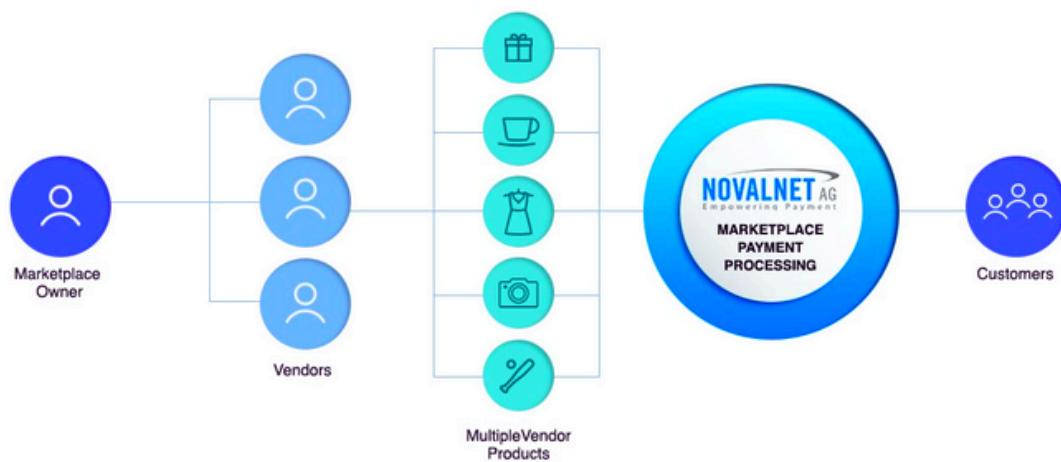 Marketplace
Owner
Vendors
MultipleVendor
Products
NOVALNET AG
Empowering Payment
MARKETPLACE
PAYMENT
PROCESSING
Customers